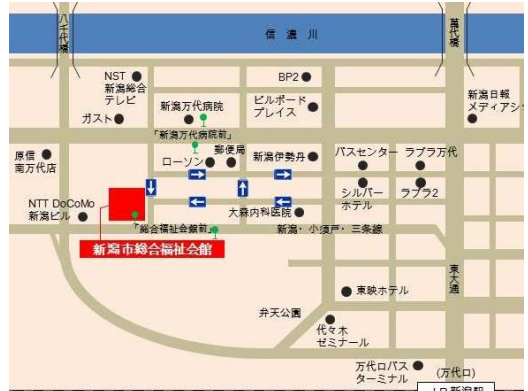 八千代橋
信濃川
萬代橋
NST
新潟総合
テレビ
BP2
新潟万代病院
ビルボード
プレイス
新潟日報
メディアシ
ガスト
「新潟万代病院前」
原信
南万代店
郵便局
ローソン
新潟伊勢丹
バスセンター
ラブラ万代
シルバー
ホテル
ラブラ2
NTT DoCoMo
新潟ビル
大森内科医院
「総合福祉会館前」
新潟・小須戸・三条線
新潟市総合福祉会館
東大通
東映ホテル
弁天公園
代々木
ゼミナール
万代口バス
ターミナル
(万代口)
JR新潟駅